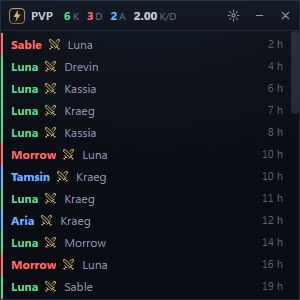 PVP 6 K 3 D 2 A 2.00 K/D
Sable Luna 2 h
Luna Drevin 4 h
Luna Kassia 6 h
Luna Kraeg 7 h
Luna Kassia 8 h
Morrow Luna 10 h
Tamsin Kraeg 10 h
Luna Kraeg 11 h
Aria Kraeg 12 h
Luna Morrow 14 h
Morrow Luna 16 h
Luna Sable 19 h